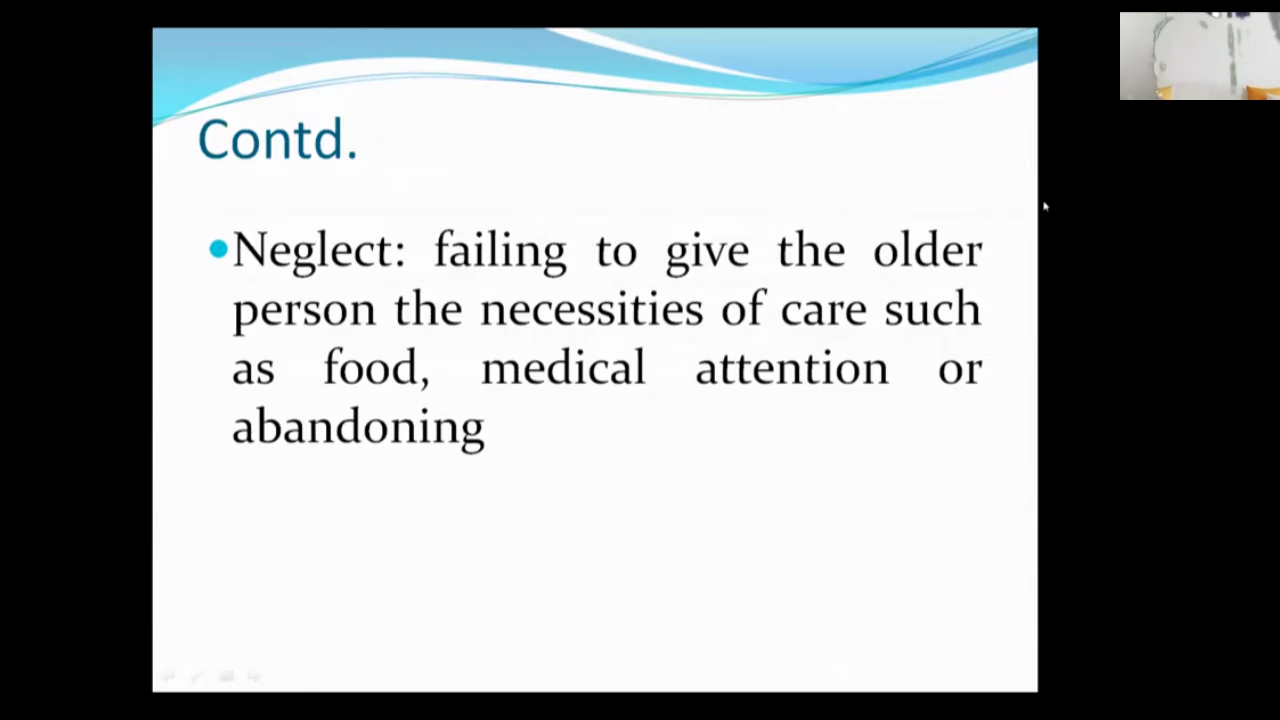 Contd.
Neglect: failing to give the older
person the necessities of care such
as food, medical attention or
abandoning